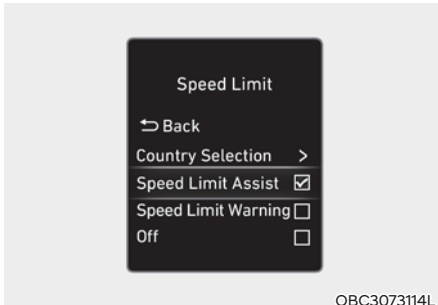 Speed Limit
Back
Country Selection >
Speed Limit Assist
Speed Limit Warning
Off
OBC3073114L